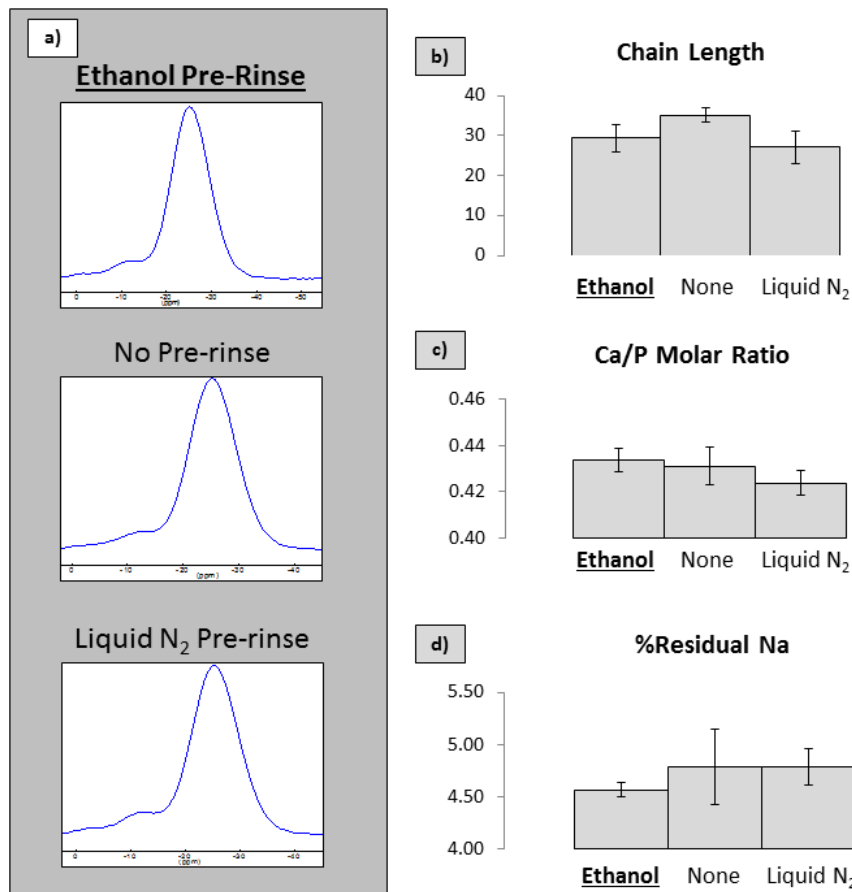 a)
Ethanol Pre-Rinse
0 -10 -20 -30 -40 -50
(ppm)
No Pre-rinse
0 -10 -20 -30 -40
(ppm)
Liquid N₂ Pre-rinse
0 -10 -20 -30 -40
(ppm)
b)
Chain Length
40
30
20
10
0
Ethanol None Liquid N₂
c)
Ca/P Molar Ratio
0.46
0.44
0.42
0.40
Ethanol None Liquid N₂
d)
%Residual Na
5.50
5.00
4.50
4.00
Ethanol None Liquid N₂